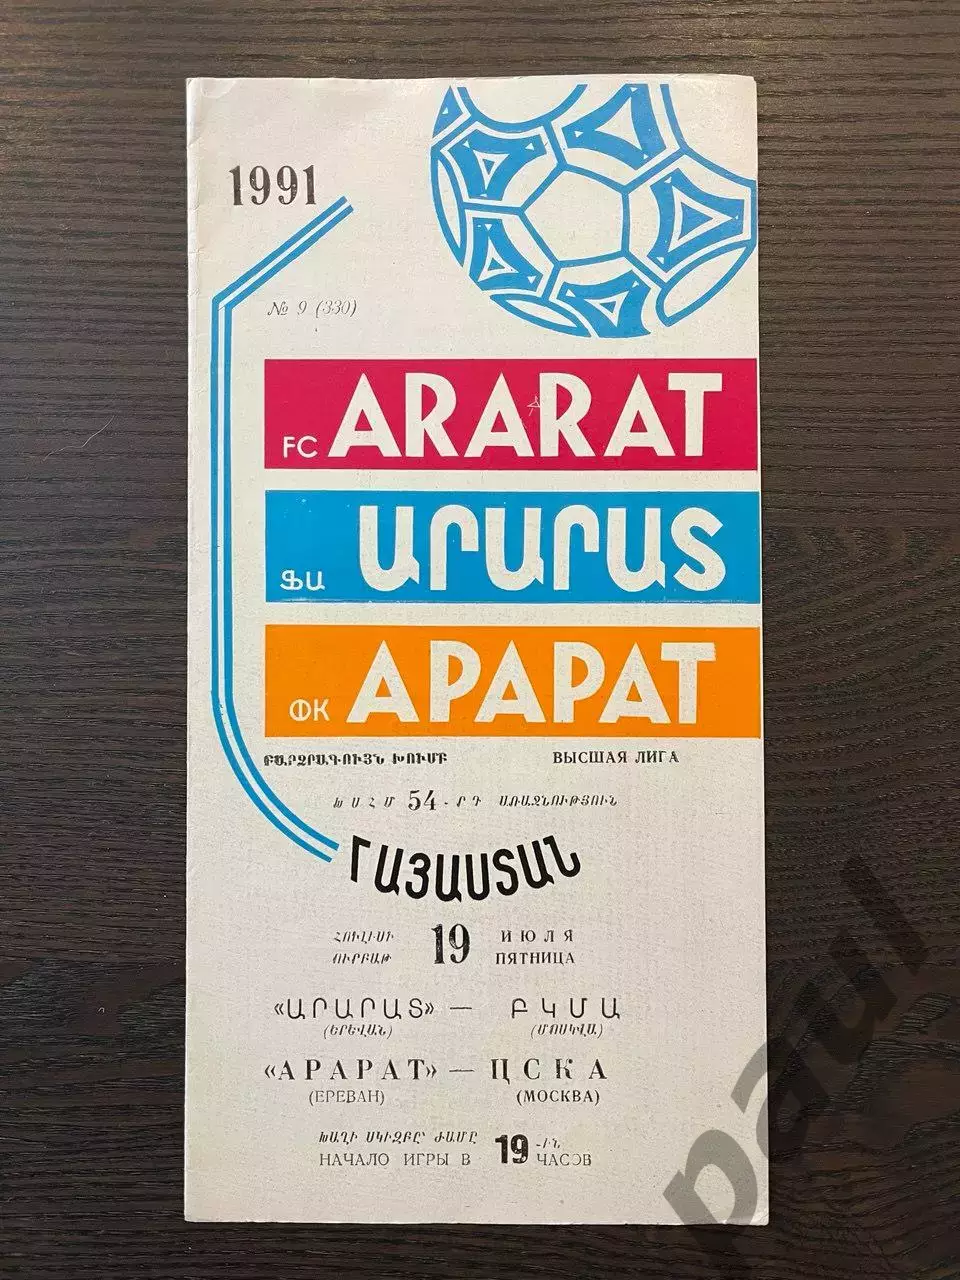 1991
№ 9 (330)
FC ARARAT
ՖԱ ԱՐԱՐԱՏ
ФК АРАРАТ
ԲԱՐՁՐԱԳՈՒՅՆ ԽՈՒՄԲ ВЫСШАЯ ЛИГА
ԽՍՀՄ 54-ՐԴ ԱՌԱՋՆՈՒԹՅՈՒՆ
ՀԱՅԱՍՏԱՆ
ՀՈՒԼԻՍԻ 19 ИЮЛЯ
ՈՒՐԲԱԹ ПЯТНИЦА
«ԱՐԱՐԱՏ» — ԲԿՄԱ
(ԵՐԵՎԱՆ) (ՄՈՍԿՎԱ)
«АРАРАТ» — ЦСКА
(ЕРЕВАН) (МОСКВА)
ԽԱՂԻ ՍԿԻԶԲԸ ԺԱՄԸ 19-ԻՆ
НАЧАЛО ИГРЫ В ЧАСОВ
paul